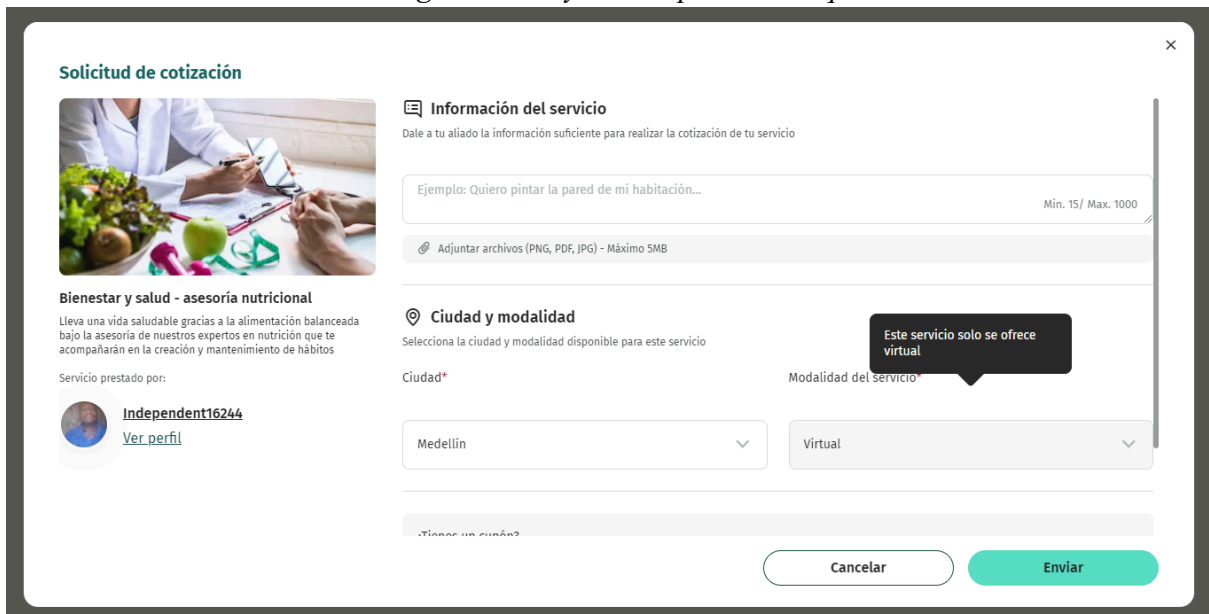 Solicitud de cotización
Información del servicio
Dale a tu aliado la información suficiente para realizar la cotización de tu servicio
Ejemplo: Quiero pintar la pared de mi habitación...
Min. 15/ Max. 1000
Adjuntar archivos (PNG, PDF, JPG) - Máximo 5MB
Bienestar y salud - asesoría nutricional
Lleva una vida saludable gracias a la alimentación balanceada
bajo la asesoría de nuestros expertos en nutrición que te
acompañarán en la creación y mantenimiento de hábitos
Servicio prestado por:
Independent16244
Ver perfil
Ciudad y modalidad
Selecciona la ciudad y modalidad disponible para este servicio
Este servicio solo se ofrece
virtual
Ciudad*
Modalidad del servicio*
Medellín
Virtual
¿Tienes un cupón?
Cancelar
Enviar